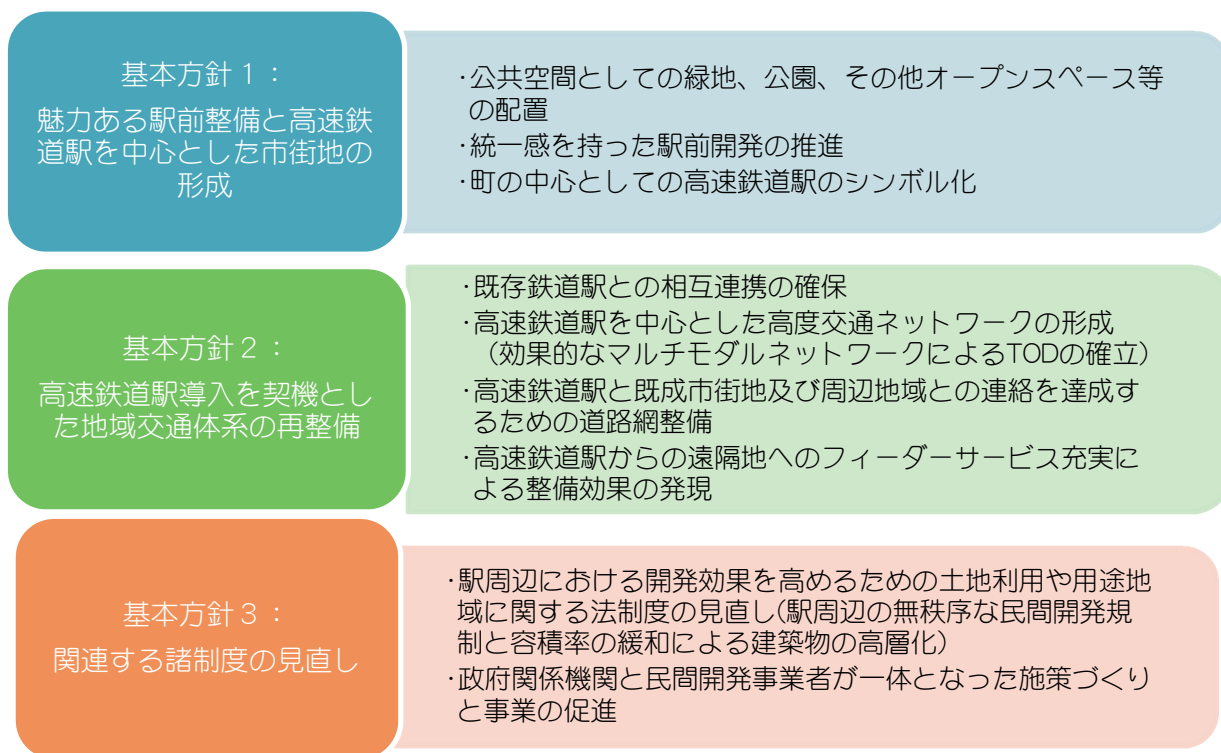 基本方針１：
魅力ある駅前整備と高速鉄
道駅を中心とした市街地の
形成
・公共空間としての緑地、公園、その他オープンスペース等
の配置
・統一感を持った駅前開発の推進
・町の中心としての高速鉄道駅のシンボル化
基本方針２：
高速鉄道駅導入を契機とし
た地域交通体系の再整備
・既存鉄道駅との相互連携の確保
・高速鉄道駅を中心とした高度交通ネットワークの形成
（効果的なマルチモダルネットワークによるTODの確立）
・高速鉄道駅と既成市街地及び周辺地域との連絡を達成す
るための道路網整備
・高速鉄道駅からの遠隔地へのフィーダーサービス充実に
よる整備効果の発現
基本方針３：
関連する諸制度の見直し
・駅周辺における開発効果を高めるための土地利用や用途地
域に関する法制度の見直し(駅周辺の無秩序な民間開発規
制と容積率の緩和による建築物の高層化)
・政府関係機関と民間開発事業者が一体となった施策づくり
と事業の促進